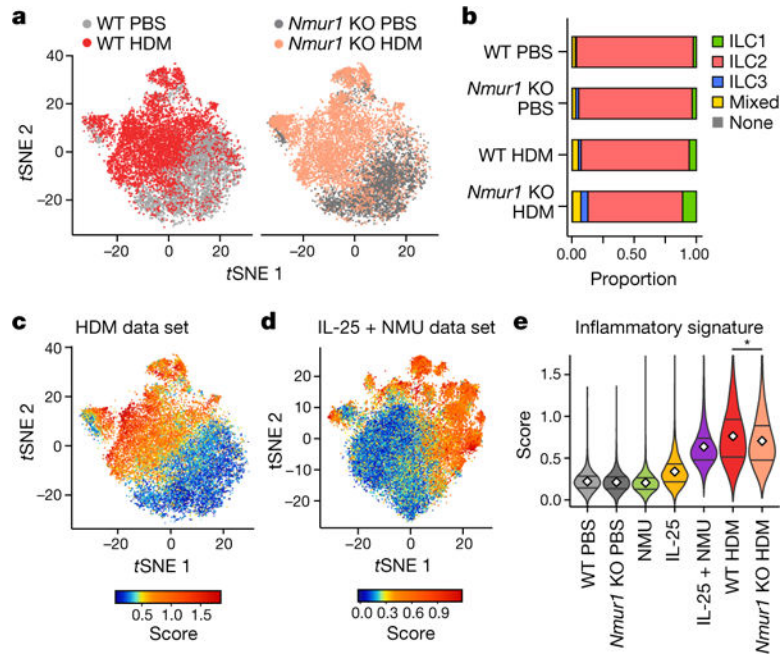 a
WT PBS
WT HDM
Nmur1 KO PBS
Nmur1 KO HDM
tSNE 2
40
20
0
−20
−20
0
20
−20
0
20
tSNE 1
b
WT PBS
Nmur1 KO
PBS
WT HDM
Nmur1 KO
HDM
0.00
1.00
Proportion
ILC1
ILC2
ILC3
Mixed
None
c
HDM data set
tSNE 2
40
20
0
−20
−20
0
20
tSNE 1
0.5
1.0
1.5
Score
d
IL-25 + NMU data set
tSNE 2
30
20
10
0
−10
−20
−20
0
20
tSNE 1
0.0
0.3
0.6
0.9
Score
e
Inflammatory signature
*
Score
1.5
1.0
0.5
0.0
WT PBS
Nmur1 KO PBS
NMU
IL-25
IL-25 + NMU
WT HDM
Nmur1 KO HDM